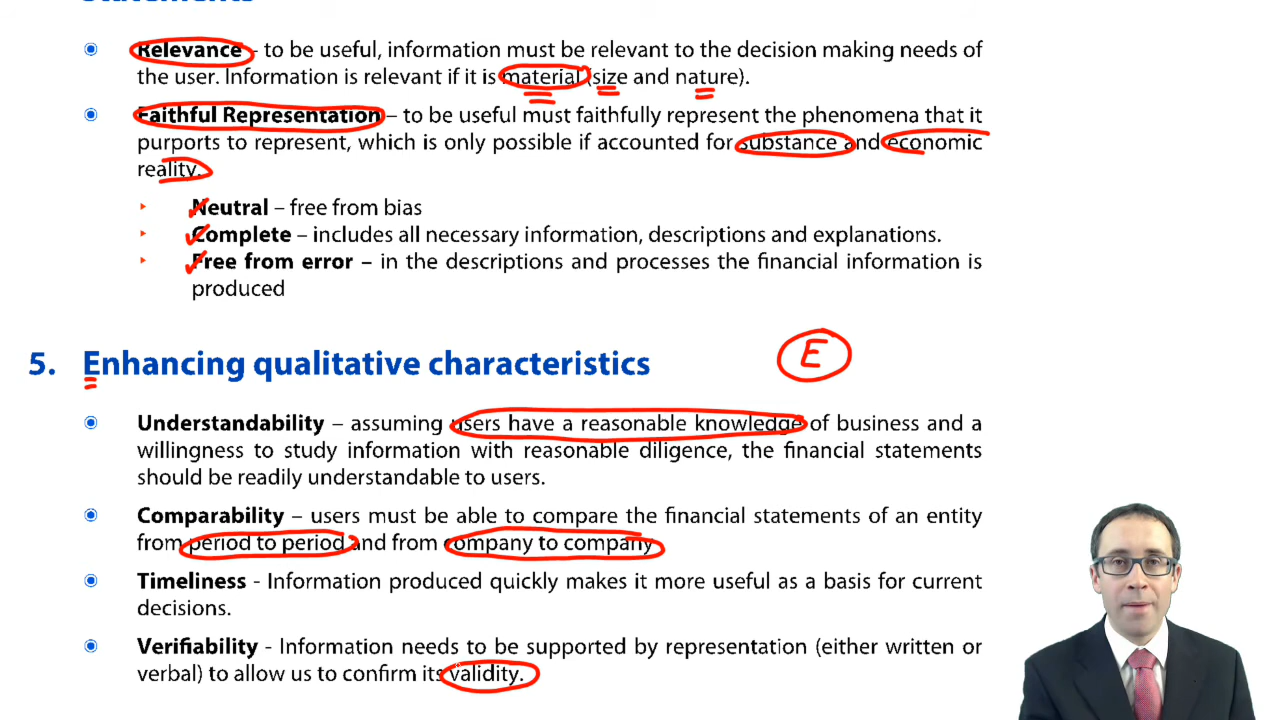 Statements
Relevance - to be useful, information must be relevant to the decision making needs of
the user. Information is relevant if it is material (size and nature).
Faithful Representation – to be useful must faithfully represent the phenomena that it
purports to represent, which is only possible if accounted for substance and economic
reality.
Neutral – free from bias
Complete – includes all necessary information, descriptions and explanations.
Free from error – in the descriptions and processes the financial information is
produced
5. Enhancing qualitative characteristics
E
Understandability – assuming users have a reasonable knowledge of business and a
willingness to study information with reasonable diligence, the financial statements
should be readily understandable to users.
Comparability – users must be able to compare the financial statements of an entity
from period to period and from company to company
Timeliness - Information produced quickly makes it more useful as a basis for current
decisions.
Verifiability - Information needs to be supported by representation (either written or
verbal) to allow us to confirm its validity.